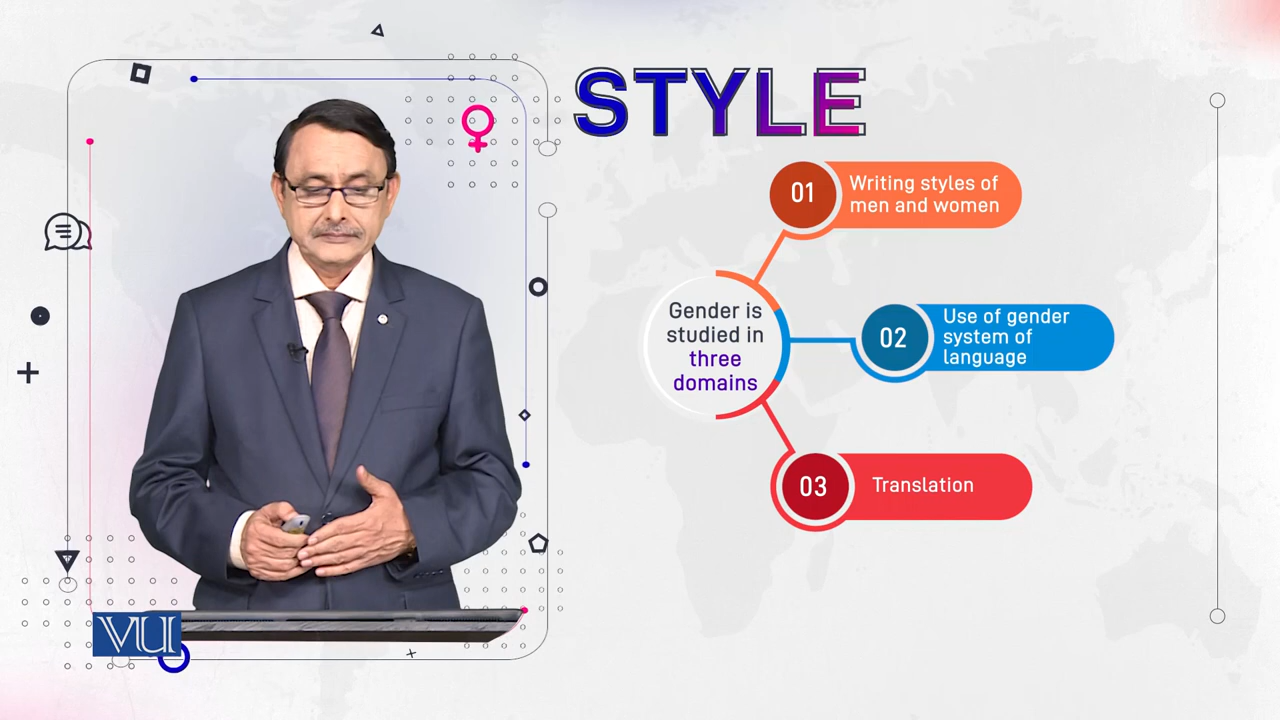 STYLE
01
Writing styles of
men and women
Gender is
studied in
three
domains
02
Use of gender
system of
language
03
Translation
VU